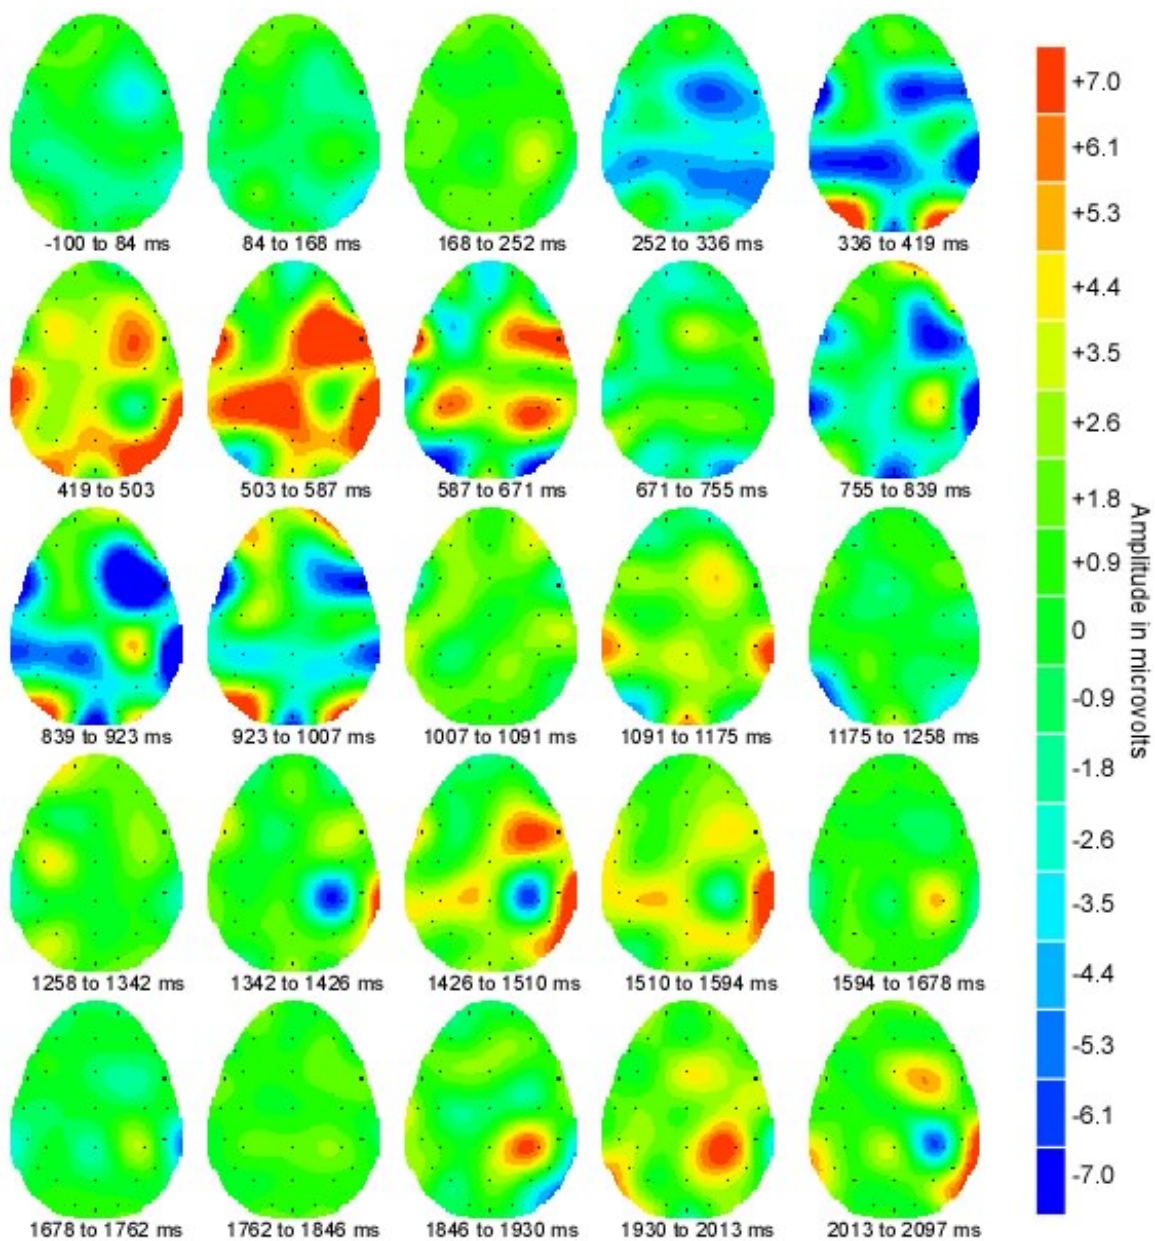 -100 to 84 ms
84 to 168 ms
168 to 252 ms
252 to 336 ms
336 to 419 ms
419 to 503
503 to 587 ms
587 to 671 ms
671 to 755 ms
755 to 839 ms
839 to 923 ms
923 to 1007 ms
1007 to 1091 ms
1091 to 1175 ms
1175 to 1258 ms
1258 to 1342 ms
1342 to 1426 ms
1426 to 1510 ms
1510 to 1594 ms
1594 to 1678 ms
1678 to 1762 ms
1762 to 1846 ms
1846 to 1930 ms
1930 to 2013 ms
2013 to 2097 ms
+7.0
+6.1
+5.3
+4.4
+3.5
+2.6
+1.8
+0.9
0
-0.9
-1.8
-2.6
-3.5
-4.4
-5.3
-6.1
-7.0
Amplitude in microvolts